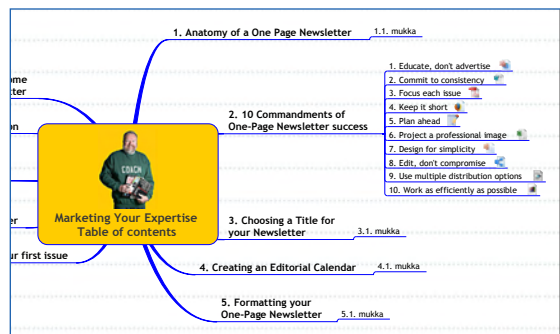 1. Anatomy of a One Page Newsletter
1.1. mukka
2. 10 Commandments of
One-Page Newsletter success
1. Educate, don't advertise
2. Commit to consistency
3. Focus each issue
4. Keep it short
5. Plan ahead
6. Project a professional image
7. Design for simplicity
8. Edit, don't compromise
9. Use multiple distribution options
10. Work as efficiently as possible
3. Choosing a Title for
your Newsletter
3.1. mukka
4. Creating an Editorial Calendar
4.1. mukka
5. Formatting your
One-Page Newsletter
5.1. mukka
COACH
Marketing Your Expertise
Table of contents
ome
tter
on
er
ur first issue